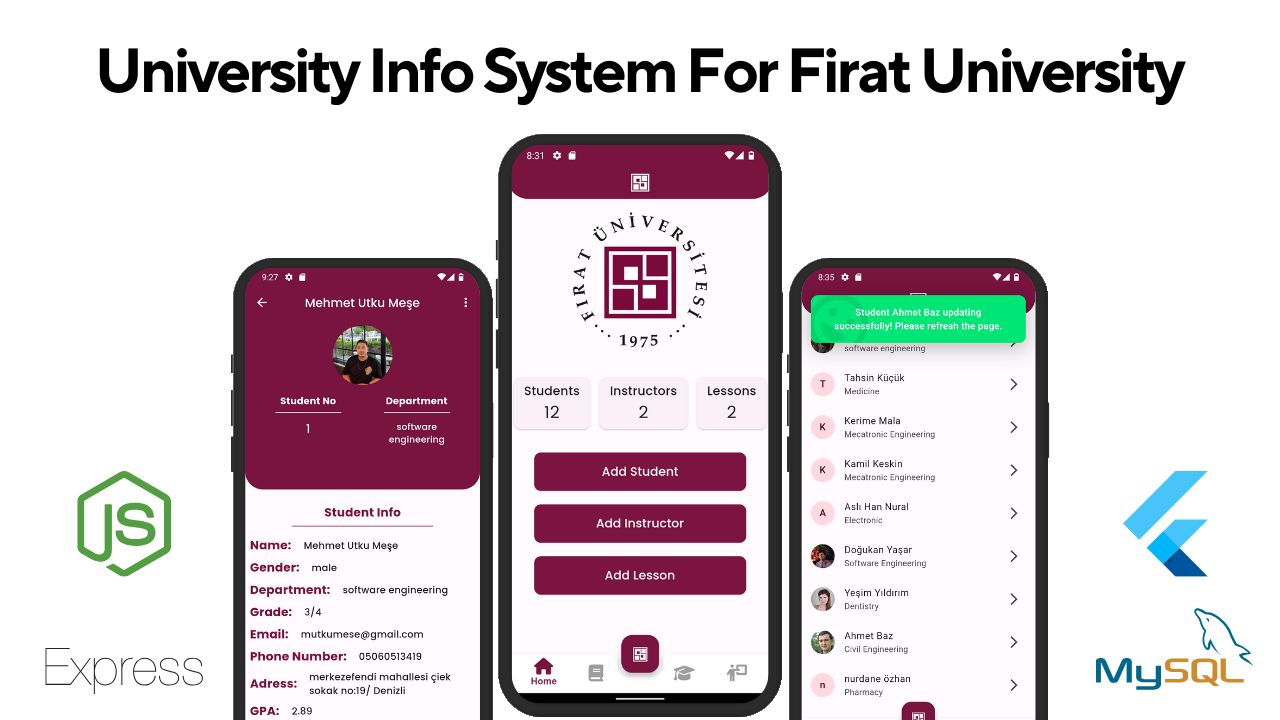 University Info System For Firat University
9:27
Mehmet Utku Meşe
Student No
1
Department
software
engineering
Student Info
Name: Mehmet Utku Meşe
Gender: male
Department: software engineering
Grade: 3/4
Email: mutkumese@gmail.com
Phone Number: 05060513419
Adress: merkezefendi mahallesi çiek
sokak no:19/ Denizli
GPA: 2.89
8:31
FIRAT ÜNİVERSİTESİ
1975
Students
12
Instructors
2
Lessons
2
Add Student
Add Instructor
Add Lesson
Home
8:35
Student Ahmet Baz updating
successfully! Please refresh the page.
software engineering
T
Tahsin Küçük
Medicine
K
Kerime Mala
Mecatronic Engineering
K
Kamil Keskin
Mecatronic Engineering
A
Aslı Han Nural
Electronic
Doğukan Yaşar
Software Engineering
Yeşim Yıldırım
Dentistry
Ahmet Baz
Civil Engineering
n
nurdane özhan
Pharmacy
JS
Express
MySQL